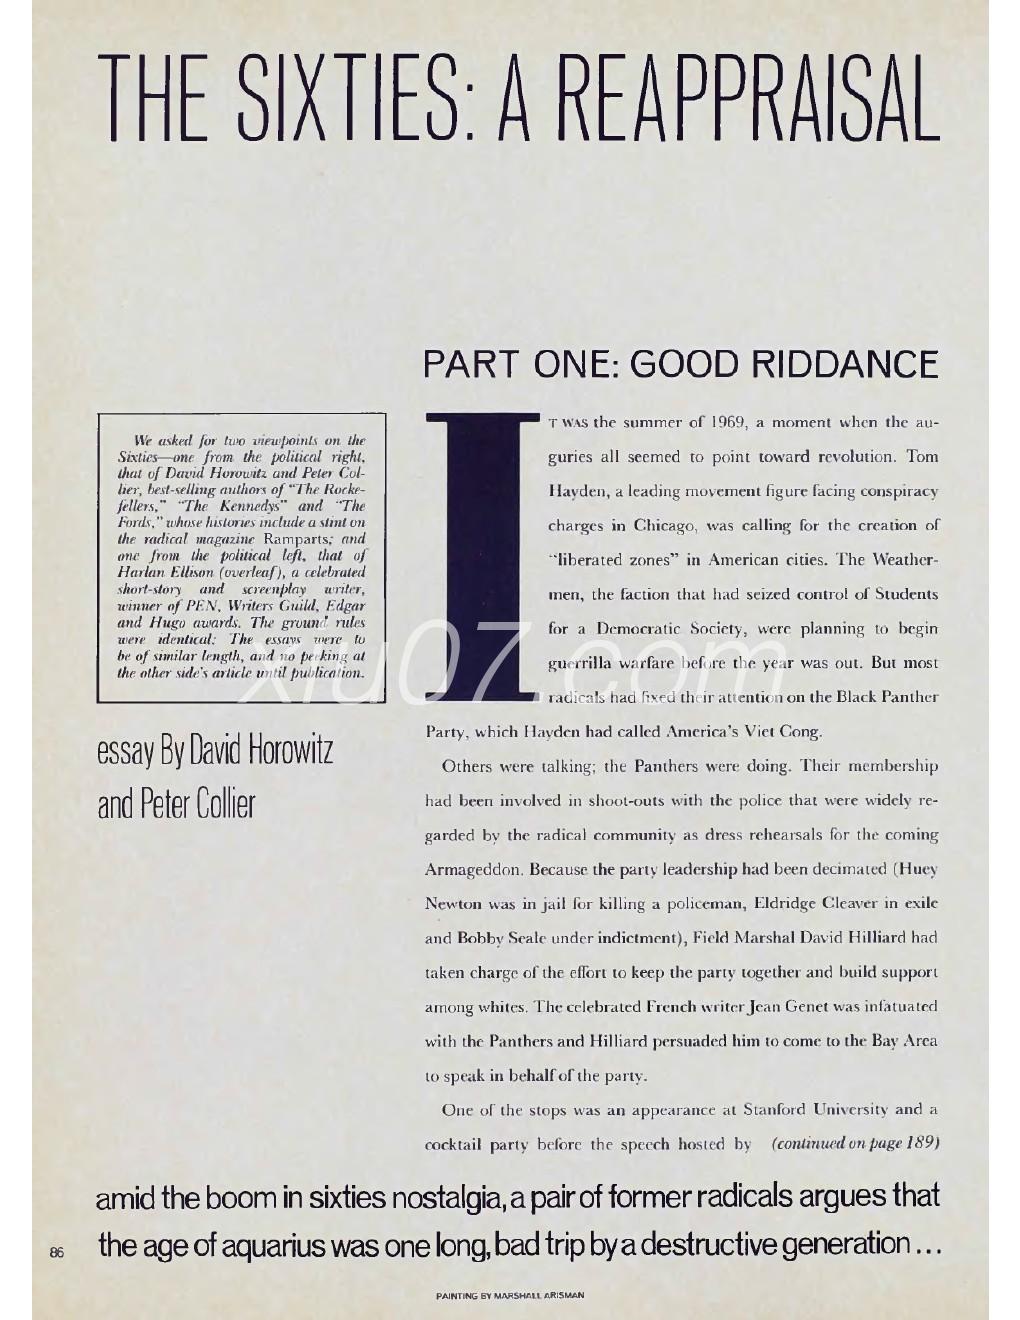 THE SIXTIES: A REAPPRAISAL
PART ONE: GOOD RIDDANCE
We asked for two viewpoints on the
Sixties—one from the political right,
that of David Horowitz and Peter Col-
lier, best-selling authors of "The Rocke-
fellers," "The Kennedys" and "The
Fords," whose histories include a stint on
the radical magazine Ramparts; and
one from the political left, that of
Harlan Ellison (overleaf), a celebrated
short-story and screenplay writer,
winner of PEN, Writers Guild, Edgar
and Hugo awards. The ground rules
were identical: The essays were to
be of similar length, and no peeking at
the other side's article until publication.
essay By David Horowitz
and Peter Collier
IT WAS the summer of 1969, a moment when the au-
guries all seemed to point toward revolution. Tom
Hayden, a leading movement figure facing conspiracy
charges in Chicago, was calling for the creation of
"liberated zones" in American cities. The Weather-
men, the faction that had seized control of Students
for a Democratic Society, were planning to begin
guerrilla warfare before the year was out. But most
radicals had fixed their attention on the Black Panther
Party, which Hayden had called America's Viet Cong.
Others were talking; the Panthers were doing. Their membership
had been involved in shoot-outs with the police that were widely re-
garded by the radical community as dress rehearsals for the coming
Armageddon. Because the party leadership had been decimated (Huey
Newton was in jail for killing a policeman, Eldridge Cleaver in exile
and Bobby Seale under indictment), Field Marshal David Hilliard had
taken charge of the effort to keep the party together and build support
among whites. The celebrated French writer Jean Genet was infatuated
with the Panthers and Hilliard persuaded him to come to the Bay Area
to speak in behalf of the party.
One of the stops was an appearance at Stanford University and a
cocktail party before the speech hosted by (continued on page 189)
amid the boom in sixties nostalgia, a pair of former radicals argues that
the age of aquarius was one long, bad trip by a destructive generation ...
86
PAINTING BY MARSHALL ARISMAN
xiu07.com